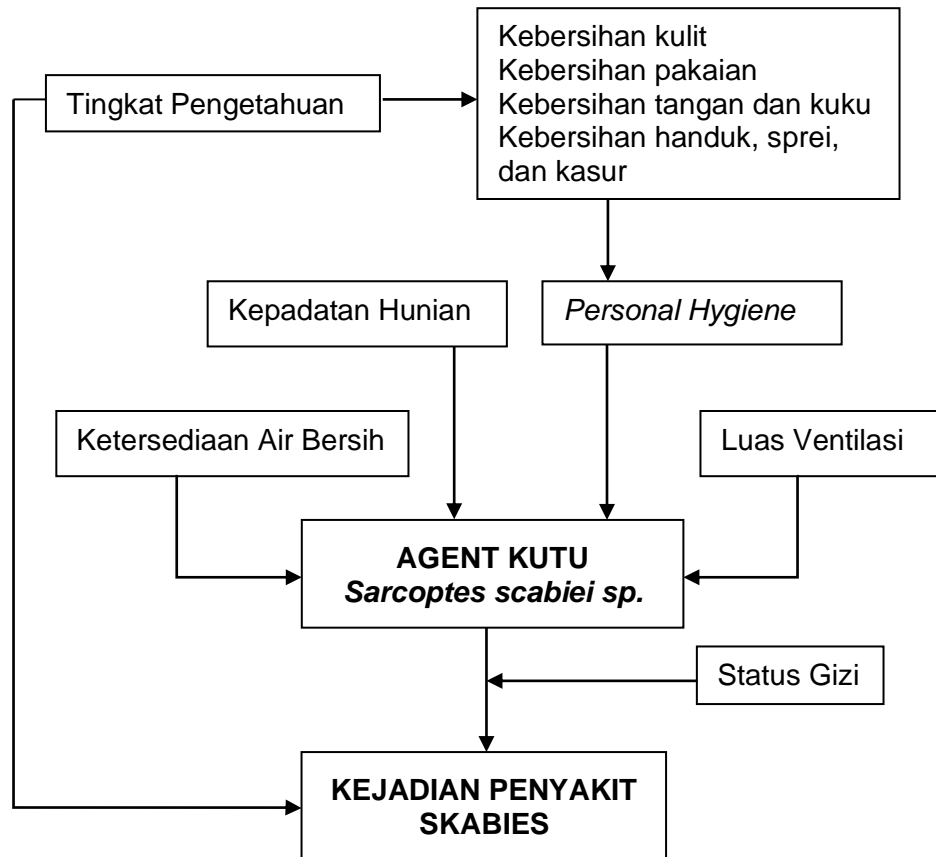 Kebersihan kulit
Kebersihan pakaian
Kebersihan tangan dan kuku
Kebersihan handuk, sprei,
dan kasur
Tingkat Pengetahuan
Kepadatan Hunian
Personal Hygiene
Ketersediaan Air Bersih
Luas Ventilasi
AGENT KUTU
Sarcoptes scabiei sp.
Status Gizi
KEJADIAN PENYAKIT
SKABIES